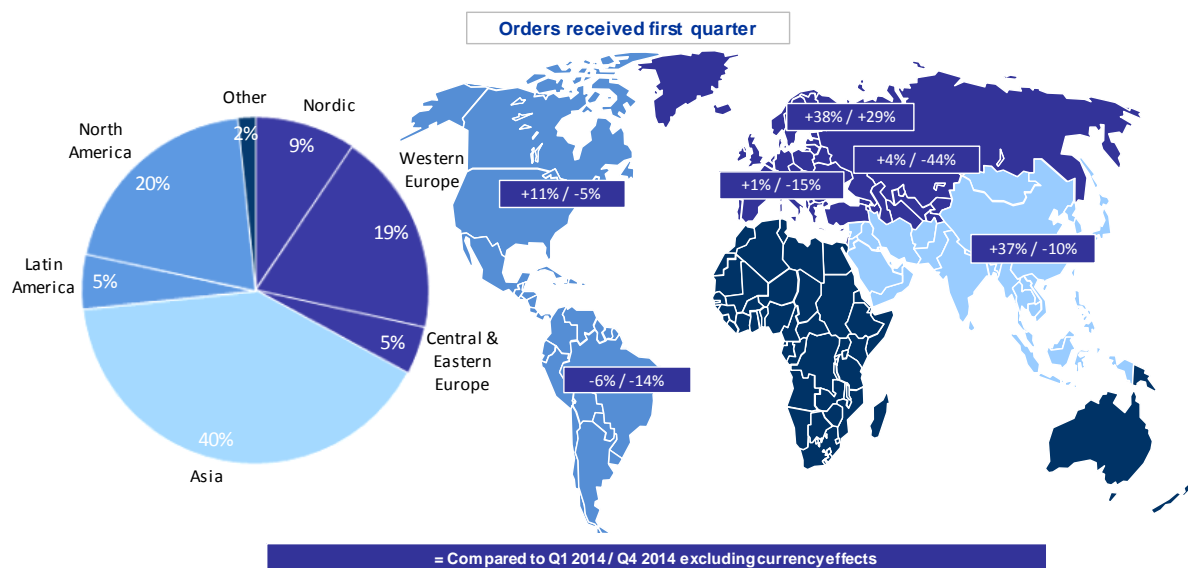 Orders received first quarter
Other
2%
Nordic
9%
North
America
20%
Western
Europe
19%
Latin
America
5%
Central &
Eastern
Europe
5%
40%
Asia
+38% / +29%
+4% / -44%
+11% / -5%
+1% / -15%
+37% / -10%
-6% / -14%
= Compared to Q1 2014 / Q4 2014 excluding currency effects